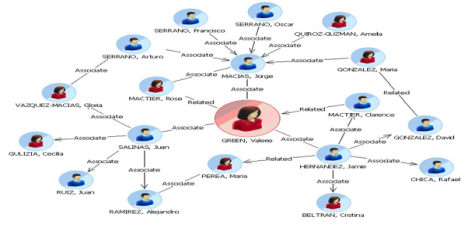 SERRANO, Francisco
SERRANO, Oscar
Associate
Associate
QUIROZ-GUZMAN, Amelia
SERRANO, Arturo
Associate
Associate
MACIAS, Jorge
Associate
GONZALEZ, Maria
Associate
Associate
Associate
MACTIER, Rose
Related
VAZQUEZ-MACIAS, Gloria
Related
Related
MACTIER, Clarence
Associate
Associate
GREEN, Valerie
Associate
Associate
Associate
GONZALEZ, David
GULIZIA, Cecilia
SALINAS, Juan
Related
HERNANDEZ, Jamie
Associate
Associate
PEREA, Maria
Associate
CHECA, Rafael
RUIZ, Juan
Associate
Associate
Associate
RAMIREZ, Alejandro
BELTRAN, Cristina